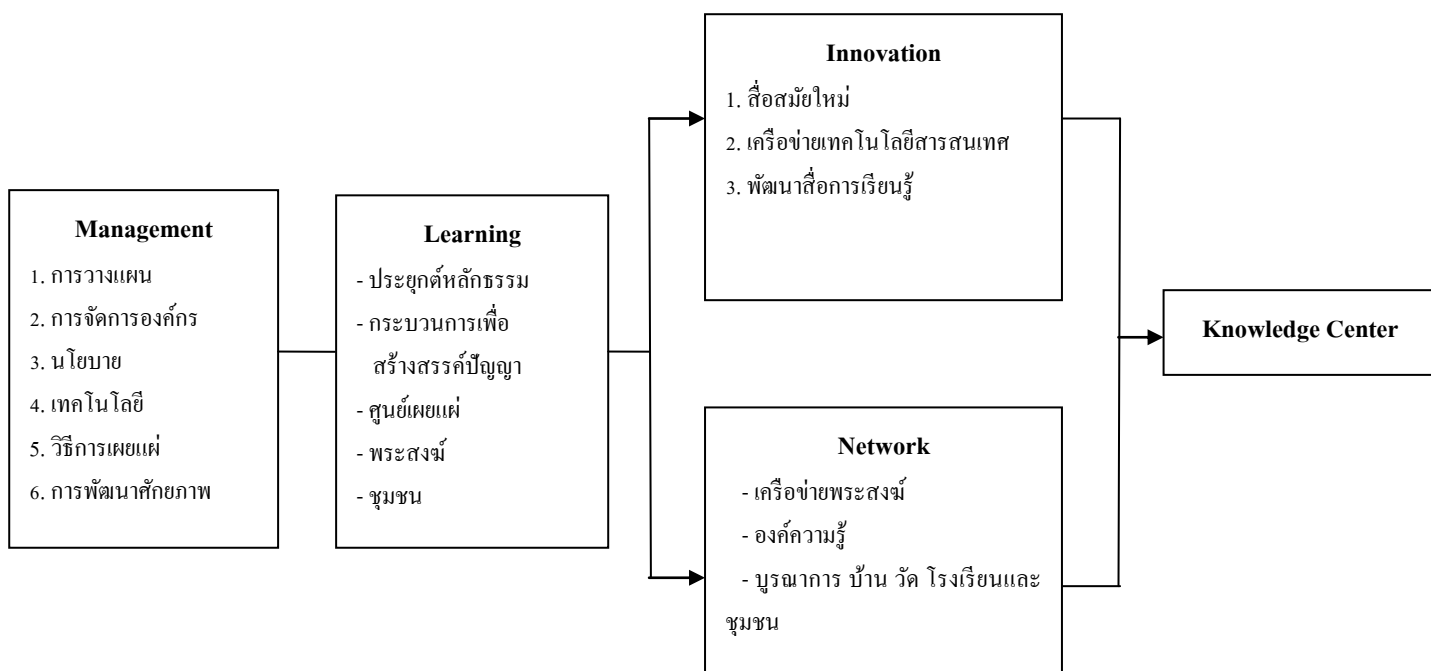 Management
1. การวางแผน
2. การจัดการองค์กร
3. นโยบาย
4. เทคโนโลยี
5. วิธีการเผยแผ่
6. การพัฒนาศักยภาพ
Learning
- ประยุกต์หลักธรรม
- กระบวนการเพื่อ
สร้างสรรค์ปัญญา
- ศูนย์เผยแผ่
- พระสงฆ์
- ชุมชน
Innovation
1. สื่อสมัยใหม่
2. เครือข่ายเทคโนโลยีสารสนเทศ
3. พัฒนาสื่อการเรียนรู้
Network
- เครือข่ายพระสงฆ์
- องค์ความรู้
- บูรณาการ บ้าน วัด โรงเรียนและ
ชุมชน
Knowledge Center